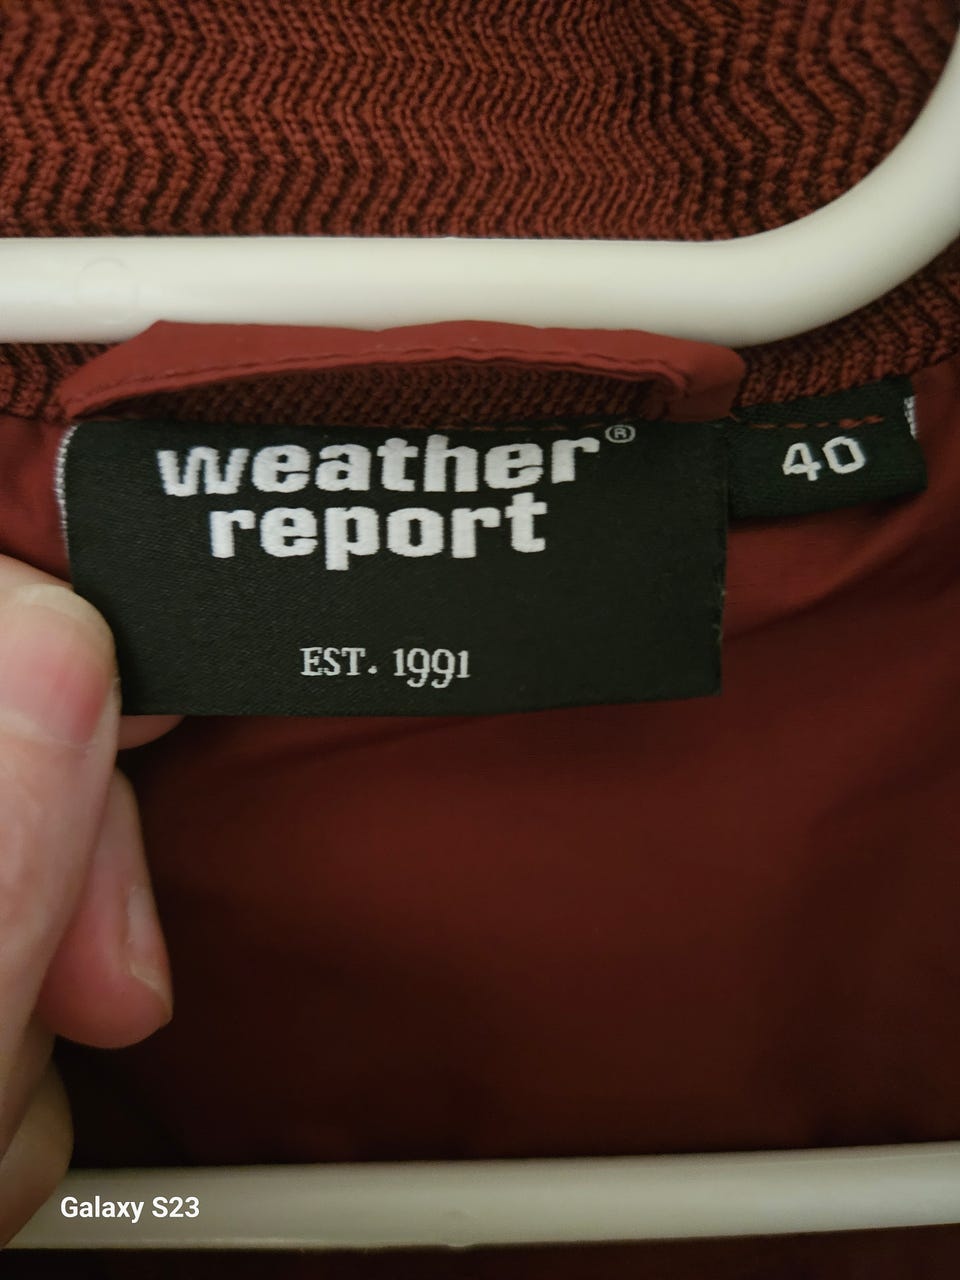 weather®
report
40
EST. 1991
Galaxy S23